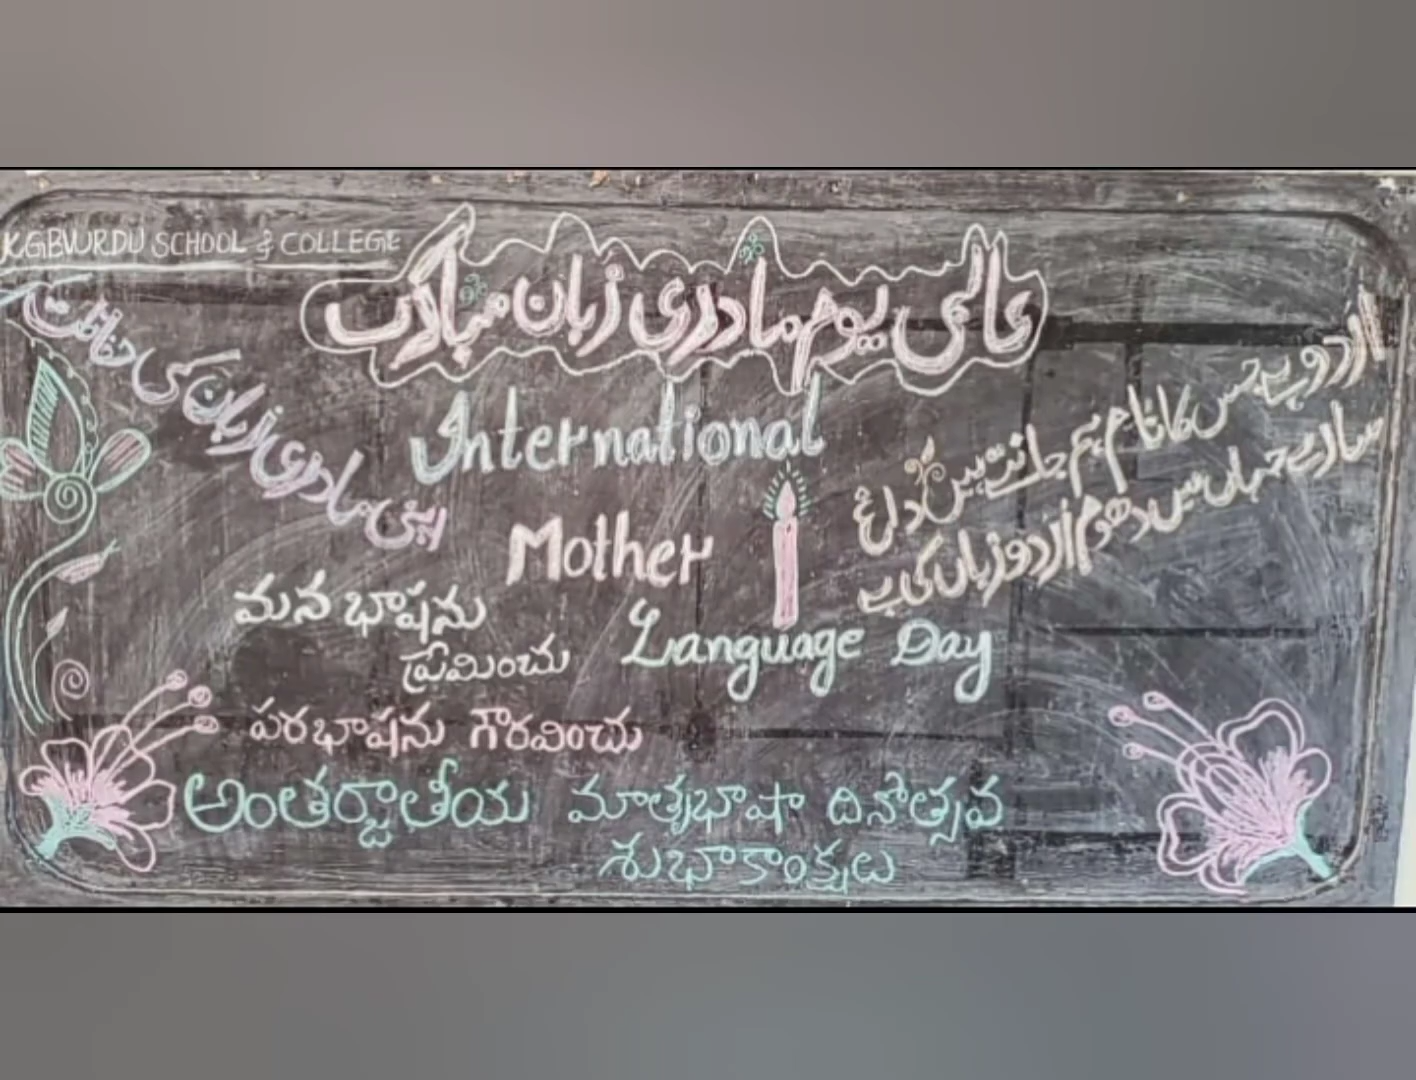 KGBV URDU SCHOOL & COLLEGE
عالمی یوم مادری زبان مبارک
اپنی مادری زبان کی حفاظت
International
Mother
Language Day
اردو ہے جس کا نام ہم جانتے ہیں داغ
سارے جہاں میں دھوم اردو زباں کی ہے
మన భాషను
ప్రేమించు
పరభాషను గౌరవించు
అంతర్జాతీయ మాతృభాషా దినోత్సవ
శుభాకాంక్షలు